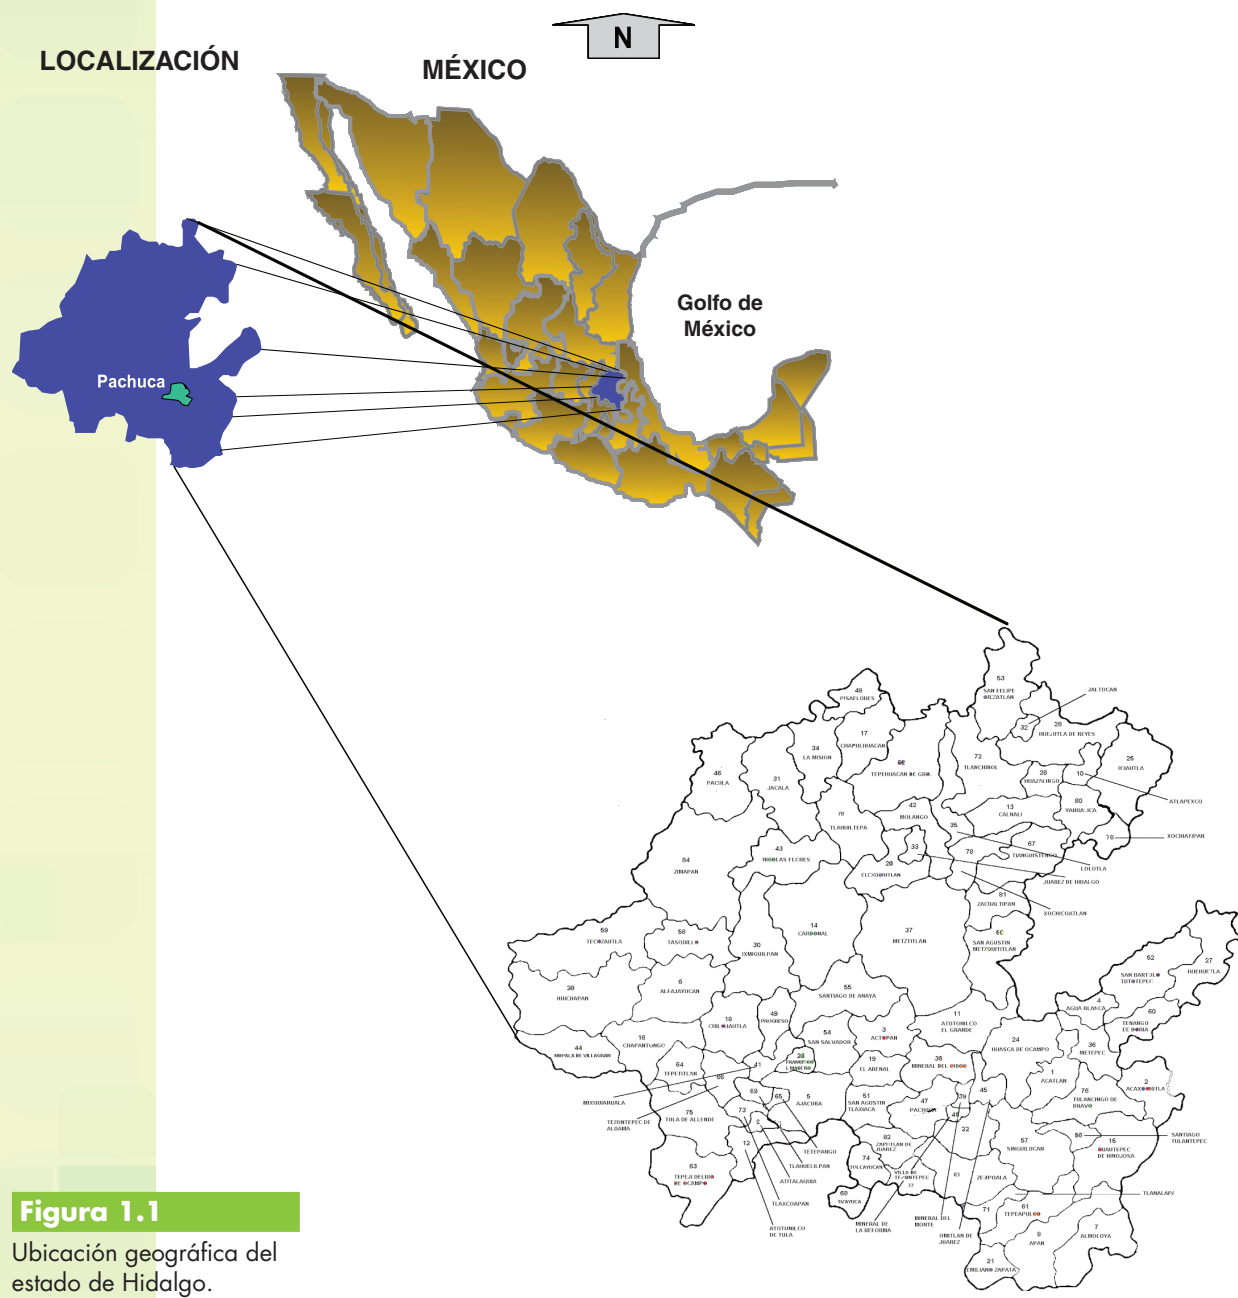 N
LOCALIZACIÓN
MÉXICO
Golfo de
México
Pachuca
53
SAN FELIPE
ORIZATLAN
JALTOCAN
32
28
HUEJUTLA DE REYES
49
PISAFLORES
17
CHAPULHUACAN
34
LA MISION
TEPEHUACAN DE GRO.
72
TLANCHINOL
25
26
HUAZALINGO
10
ATLAPEXCO
46
PACULA
31
JACALA
42
MOLANGO
13
CALNALI
80
YAHUALICA
78
XOCHIATIPAN
TLAHUILTEPA
35
67
TIANGUISTENGO
LOLOTLA
33
JUAREZ DE HIDALGO
43
NICOLAS FLORES
20
XOCHICOATLAN
84
ZIMAPAN
81
ZACUALTIPAN
14
CARDONAL
37
METZTITLAN
SAN AGUSTIN
METZQUITITLAN
59
TECOZAUTLA
58
TASQUILLO
30
IXMIQUILPAN
52
SAN BARTOLO
TUTOTEPEC
27
HUEHUETLA
HUICHAPAN
6
ALFAJAYUCAN
55
SANTIAGO DE ANAYA
4
AGUA BLANCA
60
TENANGO
DE DORIA
49
PROGRESO
11
ATOTONILCO
EL GRANDE
CHILCUAUTLA
54
SAN SALVADOR
3
ACTOPAN
24
HUASCA DE OCAMPO
36
METEPEC
16
CHAPANTONGO
44
NOPALA DE VILLAGRAN
64
TEPETITLAN
41
MIXQUIAHUALA
19
EL ARENAL
38
MINERAL DEL CHICO
1
ACATLAN
2
ACAXOCHITLA
76
TULANCINGO DE
BRAVO
66
TEZONTEPEC DE
ALDAMA
69
65
5
AJACUBA
51
SAN AGUSTIN
TLAXIACA
47
PACHUCA
39
45
75
TULA DE ALLENDE
73
12
22
57
SINGUILUCAN
56
SANTIAGO
TULANTEPEC
15
CUAUTEPEC
DE HINOJOSA
82
ZAPOTLAN DE
JUAREZ
TETEPANGO
TLAHUELILPAN
ATITALAQUIA
TLAXCOAPAN
ATOTONILCO
DE TULA
63
TEPEJI DEL RIO
DE OCAMPO
74
TOLCAYUCAN
VILLA DE
TEZONTEPEC
ZEMPOALA
TLANALAPA
71
61
TEPEAPULCO
TIZAYUCA
MINERAL DE
LA REFORMA
MINERAL DEL
MONTE
OMITLAN DE
JUAREZ
7
ALMOLOYA
APAN
21
EMILIANO ZAPATA
Figura 1.1
Ubicación geográfica del
estado de Hidalgo.